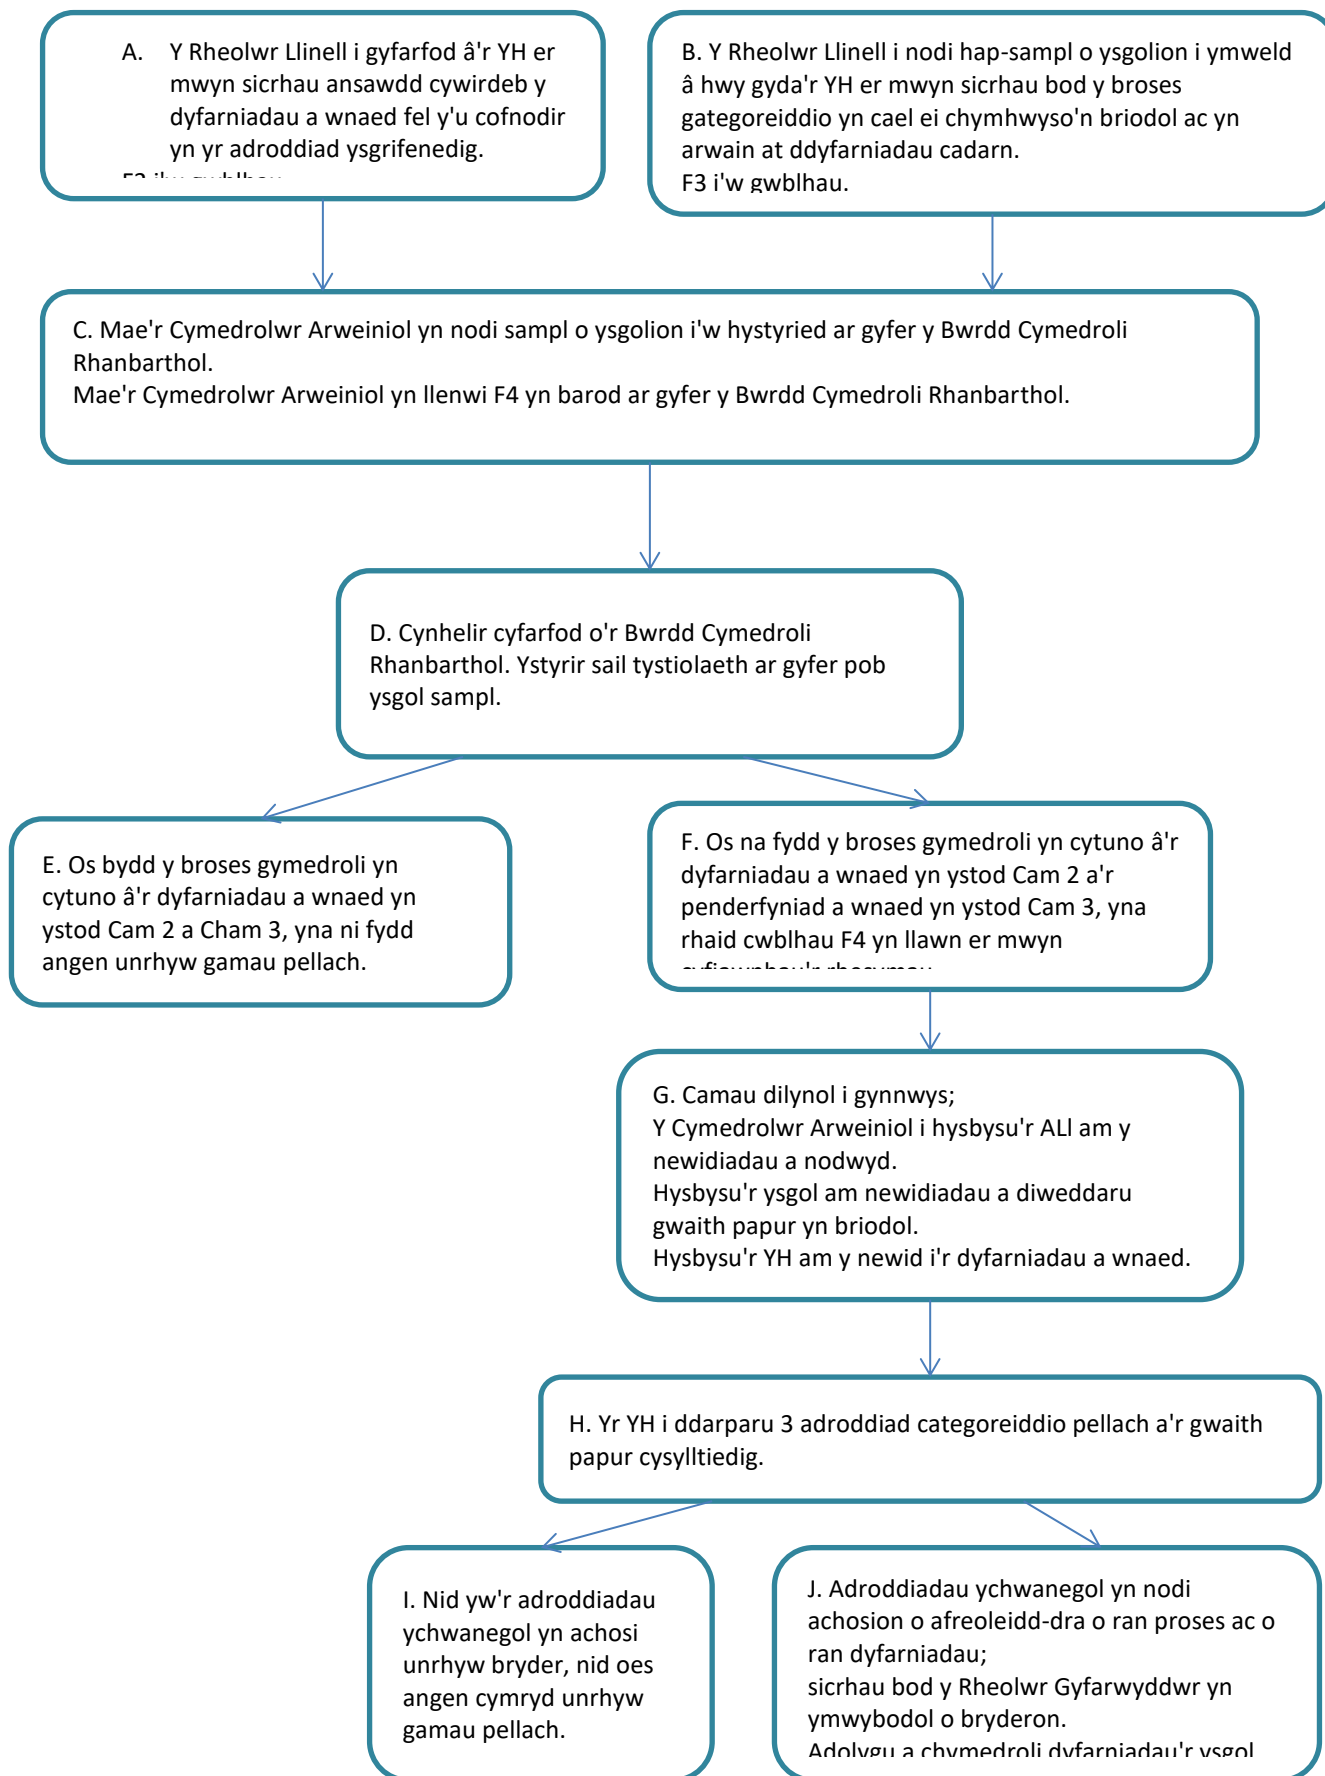 A. Y Rheolwr Llinell i gyfarfod â'r YH er
mwyn sicrhau ansawdd cywirdeb y
dyfarniadau a wnaed fel y'u cofnodir
yn yr adroddiad ysgrifenedig.
B. Y Rheolwr Llinell i nodi hap-sampl o ysgolion i ymweld
â hwy gyda'r YH er mwyn sicrhau bod y broses
gategoreiddio yn cael ei chymhwyso'n briodol ac yn
arwain at ddyfarniadau cadarn.
F3 i'w gwblhau.
C. Mae'r Cymedrolwr Arweiniol yn nodi sampl o ysgolion i'w hystyried ar gyfer y Bwrdd Cymedroli
Rhanbarthol.
Mae'r Cymedrolwr Arweiniol yn llenwi F4 yn barod ar gyfer y Bwrdd Cymedroli Rhanbarthol.
D. Cynhelir cyfarfod o'r Bwrdd Cymedroli
Rhanbarthol. Ystyrir sail tystiolaeth ar gyfer pob
ysgol sampl.
E. Os bydd y broses gymedroli yn
cytuno â'r dyfarniadau a wnaed yn
ystod Cam 2 a Cham 3, yna ni fydd
angen unrhyw gamau pellach.
F. Os na fydd y broses gymedroli yn cytuno â'r
dyfarniadau a wnaed yn ystod Cam 2 a'r
penderfyniad a wnaed yn ystod Cam 3, yna
rhaid cwblhau F4 yn llawn er mwyn
G. Camau dilynol i gynnwys;
Y Cymedrolwr Arweiniol i hysbysu'r ALl am y
newidiadau a nodwyd.
Hysbysu'r ysgol am newidiadau a diweddaru
gwaith papur yn briodol.
Hysbysu'r YH am y newid i'r dyfarniadau a wnaed.
H. Yr YH i ddarparu 3 adroddiad categoreiddio pellach a'r gwaith
papur cysylltiedig.
I. Nid yw'r adroddiadau
ychwanegol yn achosi
unrhyw bryder, nid oes
angen cymryd unrhyw
gamau pellach.
J. Adroddiadau ychwanegol yn nodi
achosion o afreoleidd-dra o ran proses ac o
ran dyfarniadau;
sicrhau bod y Rheolwr Gyfarwyddwr yn
ymwybodol o bryderon.
Adolygu a chymedroli dyfarniadau'r ysgol